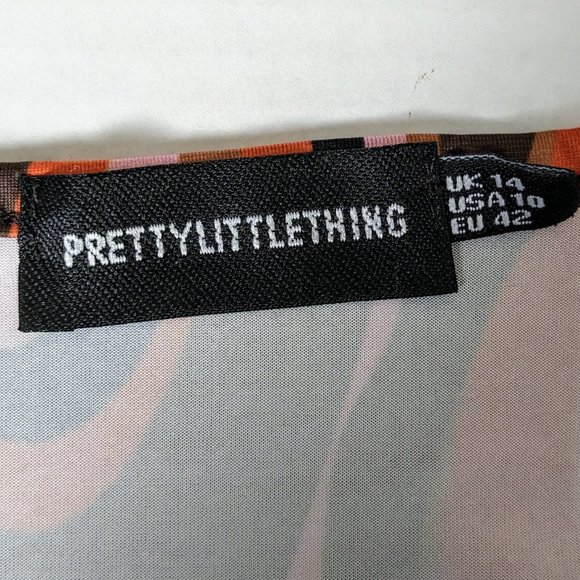 PRETTYLITTLETHING
UK 14
USA 10
EU 42